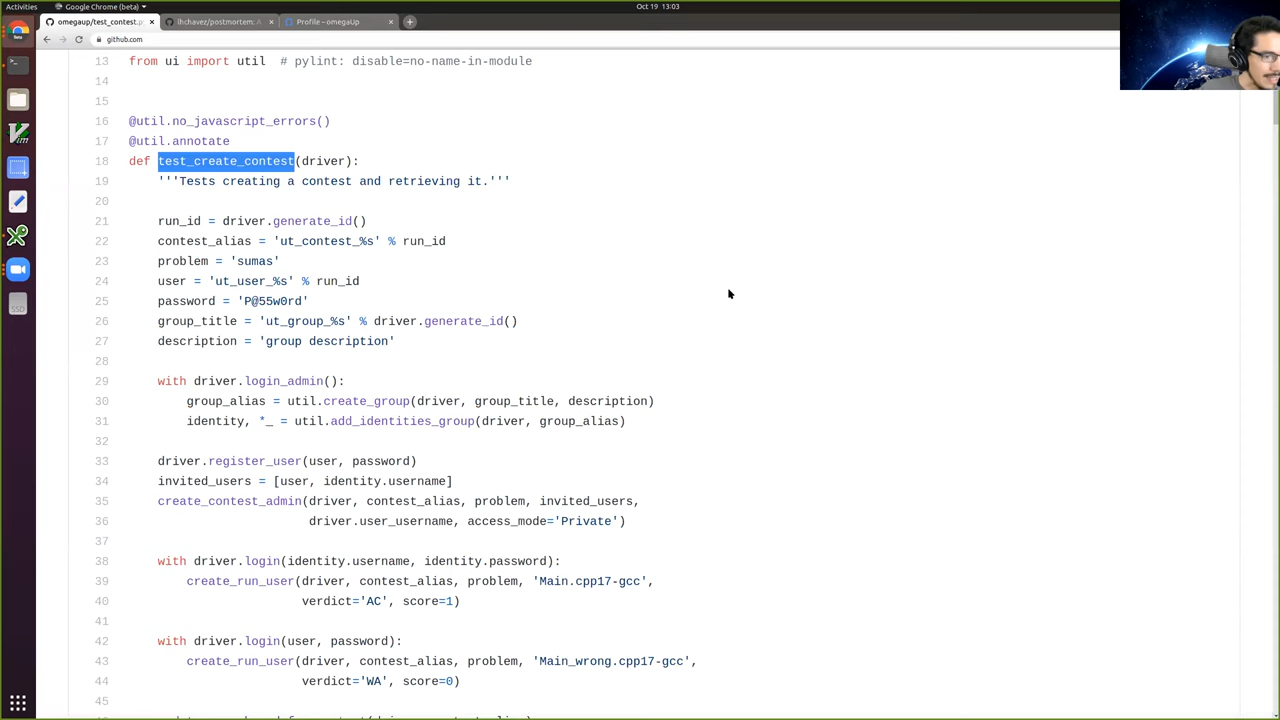 Activities
Google Chrome (beta)
Oct 19 13:03
omegaup/test_contest.py
lhchavez/postmortem: A
Profile – omegaUp
github.com
13 from ui import util  # pylint: disable=no-name-in-module
14
15
16 @util.no_javascript_errors()
17 @util.annotate
18 def test_create_contest(driver):
19     '''Tests creating a contest and retrieving it.'''
20
21     run_id = driver.generate_id()
22     contest_alias = 'ut_contest_%s' % run_id
23     problem = 'sumas'
24     user = 'ut_user_%s' % run_id
25     password = 'P@55w0rd'
26     group_title = 'ut_group_%s' % driver.generate_id()
27     description = 'group description'
28
29     with driver.login_admin():
30         group_alias = util.create_group(driver, group_title, description)
31         identity, *_ = util.add_identities_group(driver, group_alias)
32
33     driver.register_user(user, password)
34     invited_users = [user, identity.username]
35     create_contest_admin(driver, contest_alias, problem, invited_users,
36                          driver.user_username, access_mode='Private')
37
38     with driver.login(identity.username, identity.password):
39         create_run_user(driver, contest_alias, problem, 'Main.cpp17-gcc',
40                         verdict='AC', score=1)
41
42     with driver.login(user, password):
43         create_run_user(driver, contest_alias, problem, 'Main_wrong.cpp17-gcc',
44                         verdict='WA', score=0)
45
SSD